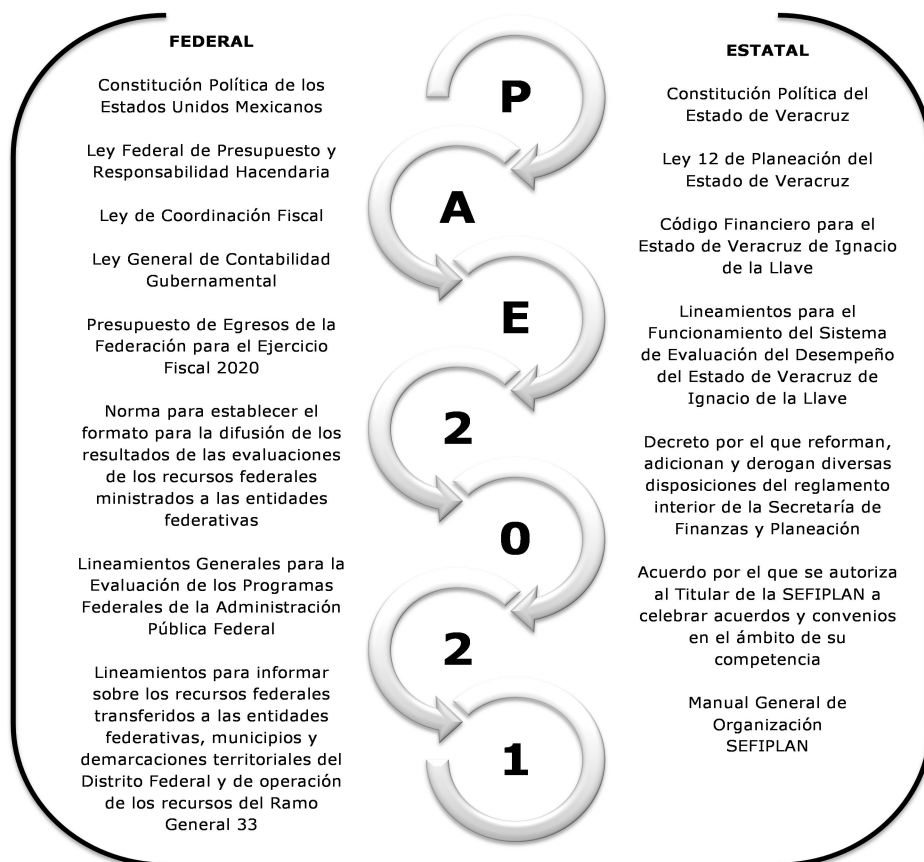 FEDERAL
Constitución Política de los
Estados Unidos Mexicanos
Ley Federal de Presupuesto y
Responsabilidad Hacendaria
Ley de Coordinación Fiscal
Ley General de Contabilidad
Gubernamental
Presupuesto de Egresos de la
Federación para el Ejercicio
Fiscal 2020
Norma para establecer el
formato para la difusión de los
resultados de las evaluaciones
de los recursos federales
ministrados a las entidades
federativas
Lineamientos Generales para la
Evaluación de los Programas
Federales de la Administración
Pública Federal
Lineamientos para informar
sobre los recursos federales
transferidos a las entidades
federativas, municipios y
demarcaciones territoriales del
Distrito Federal y de operación
de los recursos del Ramo
General 33
P
A
E
2
0
2
1
ESTATAL
Constitución Política del
Estado de Veracruz
Ley 12 de Planeación del
Estado de Veracruz
Código Financiero para el
Estado de Veracruz de Ignacio
de la Llave
Lineamientos para el
Funcionamiento del Sistema
de Evaluación del Desempeño
del Estado de Veracruz de
Ignacio de la Llave
Decreto por el que reforman,
adicionan y derogan diversas
disposiciones del reglamento
interior de la Secretaría de
Finanzas y Planeación
Acuerdo por el que se autoriza
al Titular de la SEFIPLAN a
celebrar acuerdos y convenios
en el ámbito de su
competencia
Manual General de
Organización
SEFIPLAN